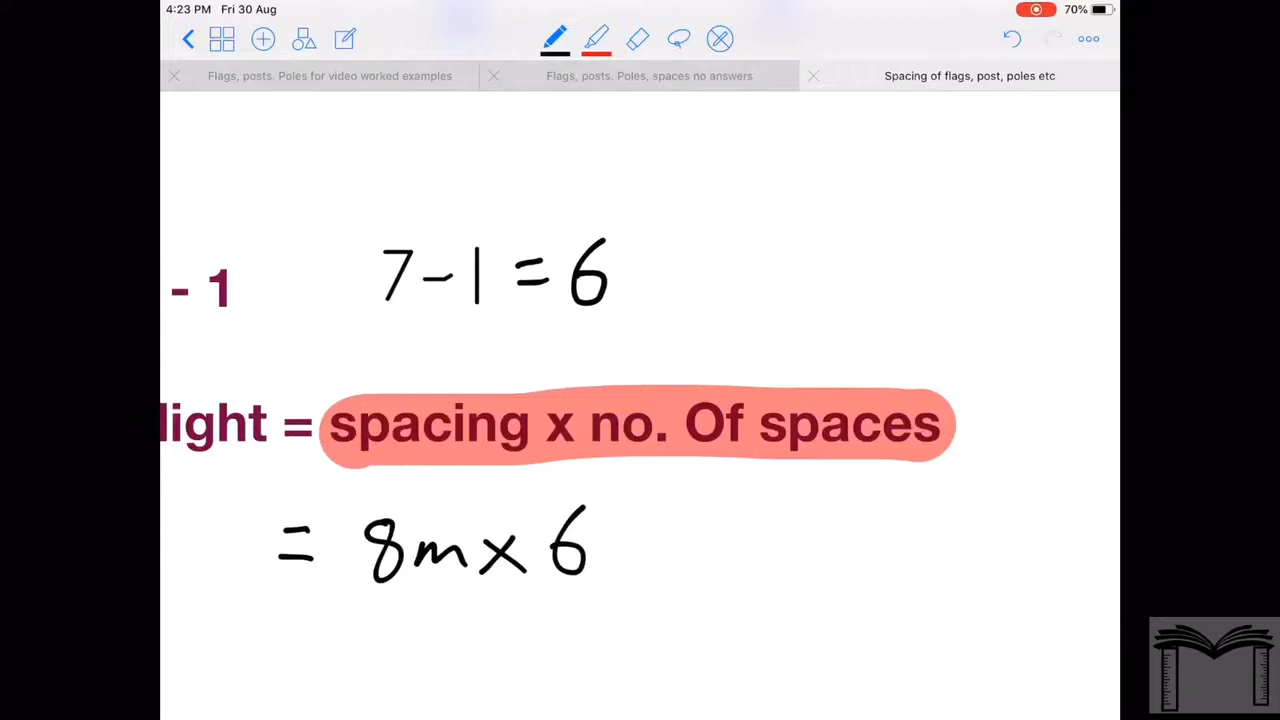 4:23 PM Fri 30 Aug
70%
Flags, posts. Poles for video worked examples
Flags, posts. Poles, spaces no answers
Spacing of flags, post, poles etc
- 1 7-1 = 6
light = spacing x no. Of spaces
= 8m x 6